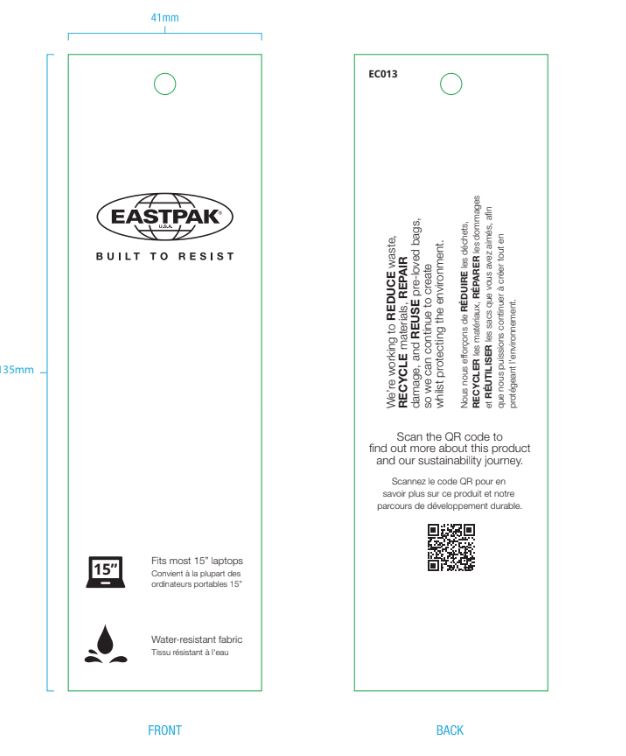 41mm
135mm
EASTPAK®
U.S.A.
BUILT TO RESIST
15”
Fits most 15” laptops
Convient à la plupart des
ordinateurs portables 15”
Water-resistant fabric
Tissu résistant à l'eau
FRONT
EC013
We're working to REDUCE waste,
RECYCLE materials, REPAIR
damage, and REUSE pre-loved bags,
so we can continue to create
whilst protecting the environment.
Nous nous efforçons de RÉDUIRE les déchets,
RECYCLER les matériaux, RÉPARER les dommages
et RÉUTILISER les sacs que vous avez aimés, afin
que nous puissions continuer à créer tout en
protégeant l'environnement.
Scan the QR code to
find out more about this product
and our sustainability journey.
Scannez le code QR pour en
savoir plus sur ce produit et notre
parcours de développement durable.
BACK